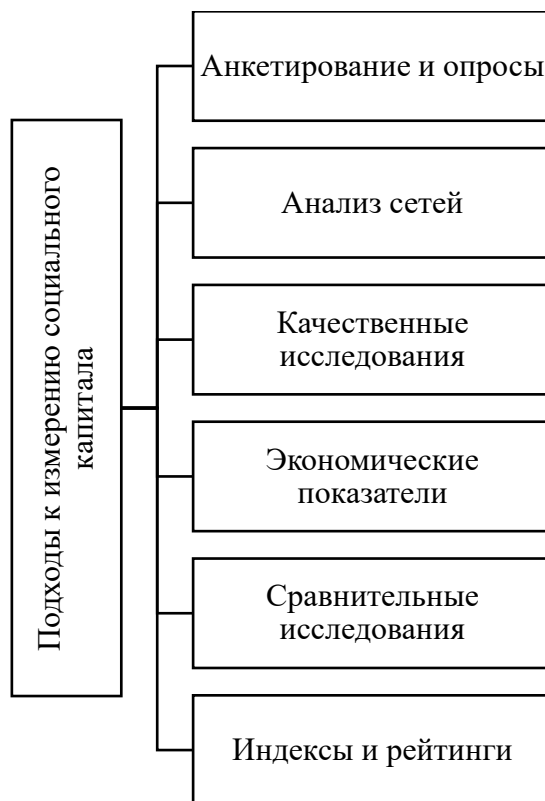 Подходы к измерению социального
капитала
Анкетирование и опросы
Анализ сетей
Качественные
исследования
Экономические
показатели
Сравнительные
исследования
Индексы и рейтинги